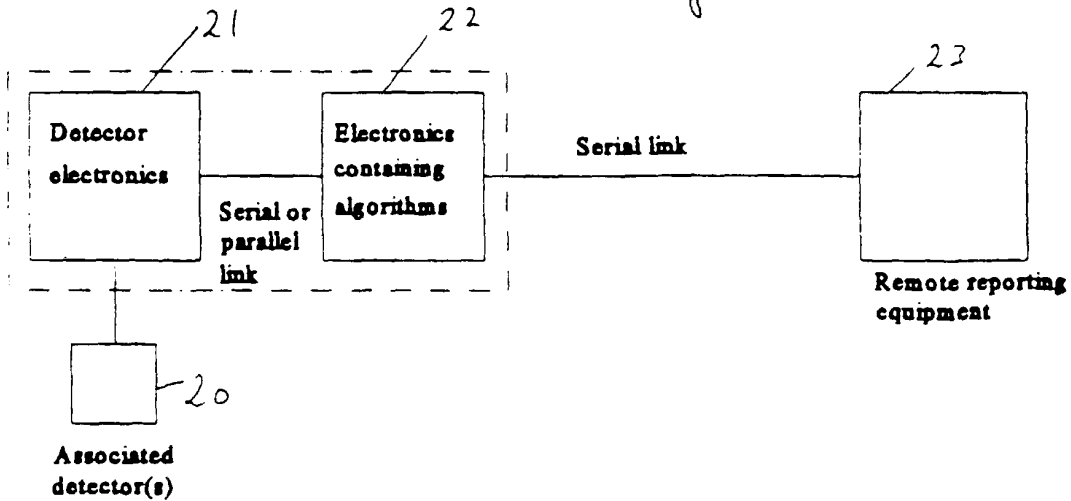 21
22
23
Detector
electronics
Electronics
containing
algorithms
Serial link
Serial or
parallel
link
Remote reporting
equipment
20
Associated
detector(s)